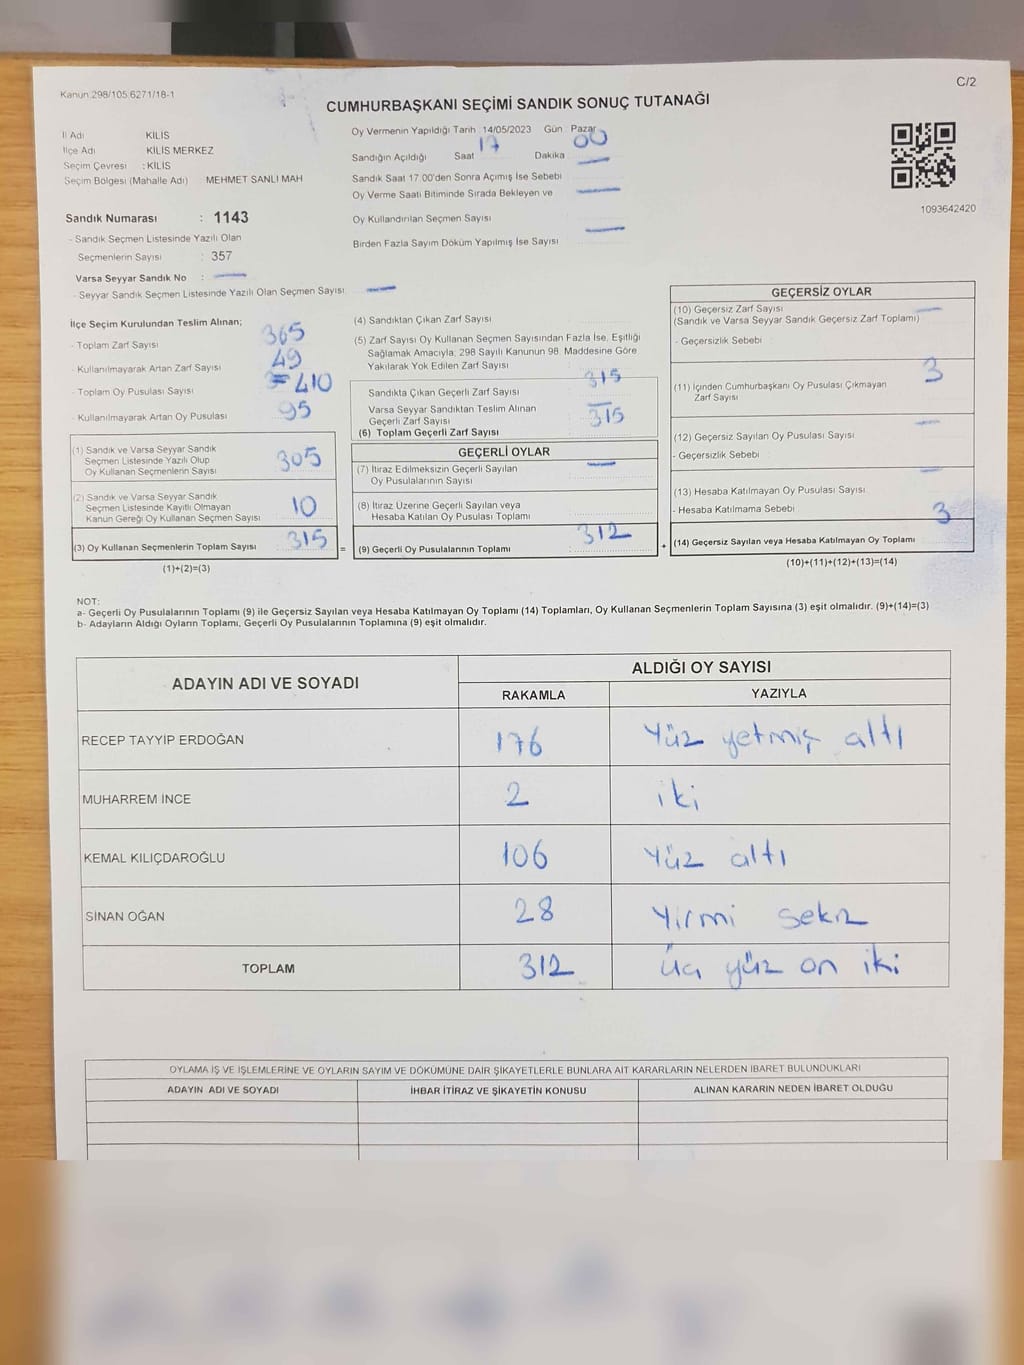 Kanun 298/105.6271/18-1
C/2
CUMHURBAŞKANI SEÇİMİ SANDIK SONUÇ TUTANAĞI
İl Adı KİLİS
İlçe Adı KİLİS MERKEZ
Seçim Çevresi : KİLİS
Seçim Bölgesi (Mahalle Adı) MEHMET SANLI MAH
Oy Vermenin Yapıldığı Tarih 14/05/2023 Gün Pazar
Sandığın Açıldığı Saat 17 Dakika 00
Sandık Saat 17.00'den Sonra Açımış İse Sebebi —
Oy Verme Saati Bitiminde Sırada Bekleyen ve
Oy Kullandırılan Seçmen Sayısı —
Birden Fazla Sayım Döküm Yapılmış İse Sayısı —
1093642420
Sandık Numarası : 1143
- Sandık Seçmen Listesinde Yazılı Olan
Seçmenlerin Sayısı : 357
Varsa Seyyar Sandık No : —
- Seyyar Sandık Seçmen Listesinde Yazılı Olan Seçmen Sayısı —
İlçe Seçim Kurulundan Teslim Alınan;
- Toplam Zarf Sayısı 365
- Kullanılmayarak Artan Zarf Sayısı 49
- Toplam Oy Pusulası Sayısı 410
- Kullanılmayarak Artan Oy Pusulası 95
(1) Sandık ve Varsa Seyyar Sandık
Seçmen Listesinde Yazılı Olup
Oy Kullanan Seçmenlerin Sayısı 305
(2) Sandık ve Varsa Seyyar Sandık
Seçmen Listesinde Kayıtlı Olmayan
Kanun Gereği Oy Kullanan Seçmen Sayısı 10
(3) Oy Kullanan Seçmenlerin Toplam Sayısı 315
(1)+(2)=(3)
=
(4) Sandıktan Çıkan Zarf Sayısı
(5) Zarf Sayısı Oy Kullanan Seçmen Sayısından Fazla İse, Eşitliği
Sağlamak Amacıyla; 298 Sayılı Kanunun 98. Maddesine Göre
Yakılarak Yok Edilen Zarf Sayısı
Sandıkta Çıkan Geçerli Zarf Sayısı 315
Varsa Seyyar Sandıktan Teslim Alınan
Geçerli Zarf Sayısı —
(6) Toplam Geçerli Zarf Sayısı 315
GEÇERLİ OYLAR
(7) İtiraz Edilmeksizin Geçerli Sayılan
Oy Pusulalarının Sayısı —
(8) İtiraz Üzerine Geçerli Sayılan veya
Hesaba Katılan Oy Pusulası Toplamı
(9) Geçerli Oy Pusulalarının Toplamı 312
+
GEÇERSİZ OYLAR
(10) Geçersiz Zarf Sayısı —
(Sandık ve Varsa Seyyar Sandık Geçersiz Zarf Toplamı)
- Geçersizlik Sebebi
(11) İçinden Cumhurbaşkanı Oy Pusulası Çıkmayan 3
Zarf Sayısı
(12) Geçersiz Sayılan Oy Pusulası Sayısı —
- Geçersizlik Sebebi
(13) Hesaba Katılmayan Oy Pusulası Sayısı —
- Hesaba Katılmama Sebebi
(14) Geçersiz Sayılan veya Hesaba Katılmayan Oy Toplamı 3
(10)+(11)+(12)+(13)=(14)
NOT:
a- Geçerli Oy Pusulalarının Toplamı (9) ile Geçersiz Sayılan veya Hesaba Katılmayan Oy Toplamı (14) Toplamları, Oy Kullanan Seçmenlerin Toplam Sayısına (3) eşit olmalıdır. (9)+(14)=(3)
b- Adayların Aldığı Oyların Toplamı, Geçerli Oy Pusulalarının Toplamına (9) eşit olmalıdır.
ADAYIN ADI VE SOYADI
ALDIĞI OY SAYISI
RAKAMLA YAZIYLA
RECEP TAYYİP ERDOĞAN 176 Yüz yetmiş altı
MUHARREM İNCE 2 iki
KEMAL KILIÇDAROĞLU 106 Yüz altı
SİNAN OĞAN 28 Yirmi sekiz
TOPLAM 312 Üç yüz on iki
OYLAMA İŞ VE İŞLEMLERİNE VE OYLARIN SAYIM VE DÖKÜMÜNE DAİR ŞİKAYETLERLE BUNLARA AİT KARARLARIN NELERDEN İBARET BULUNDUKLARI
ADAYIN ADI VE SOYADI İHBAR İTİRAZ VE ŞİKAYETİN KONUSU ALINAN KARARIN NEDEN İBARET OLDUĞU